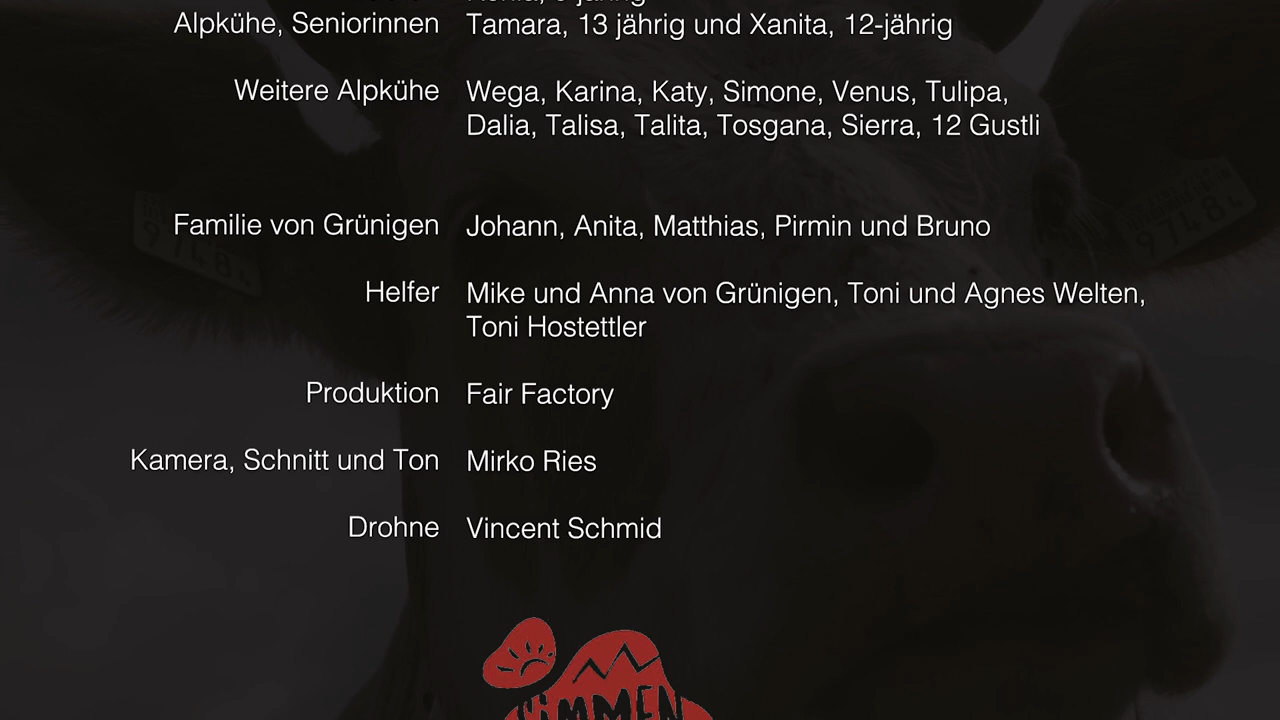 Alpkühe, Seniorinnen Tamara, 13 jährig und Xanita, 12-jährig
Weitere Alpkühe Wega, Karina, Katy, Simone, Venus, Tulipa,
Dalia, Talisa, Talita, Tosgana, Sierra, 12 Gustli
Familie von Grünigen Johann, Anita, Matthias, Pirmin und Bruno
Helfer Mike und Anna von Grünigen, Toni und Agnes Welten,
Toni Hostettler
Produktion Fair Factory
Kamera, Schnitt und Ton Mirko Ries
Drohne Vincent Schmid